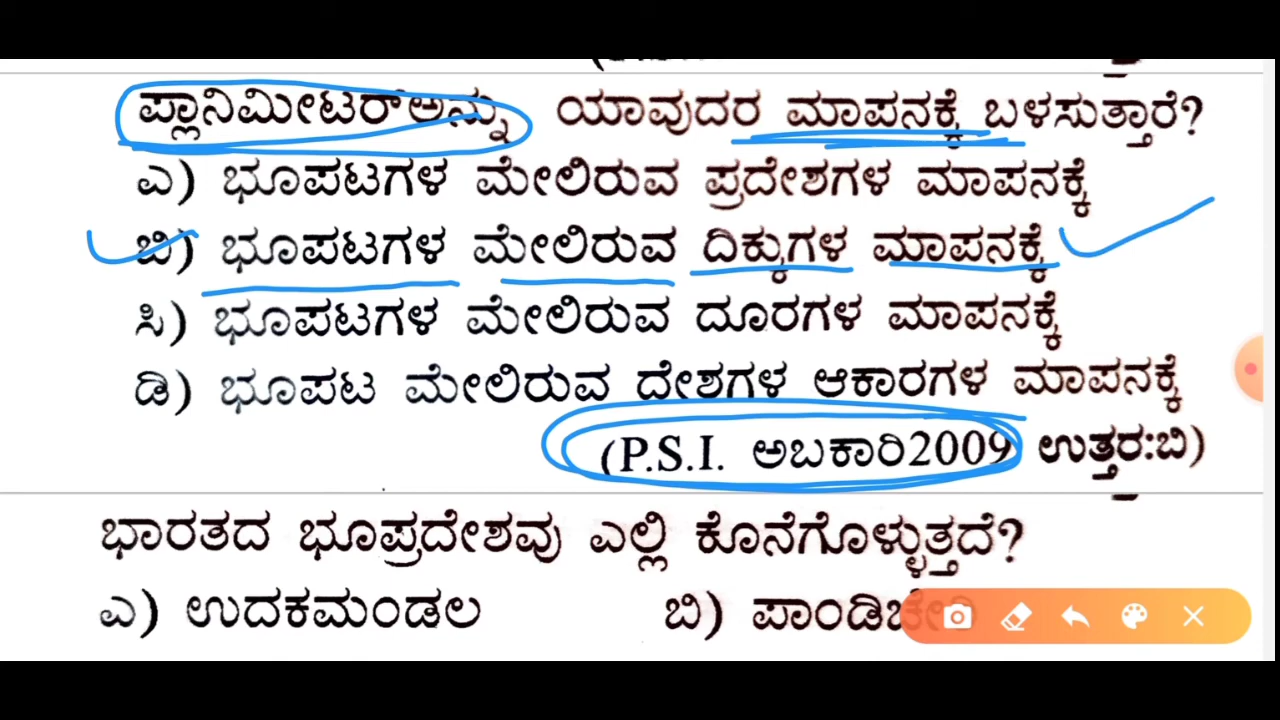 ಪ್ಲಾನಿಮೀಟರ್ಅನ್ನು ಯಾವುದರ ಮಾಪನಕ್ಕೆ ಬಳಸುತ್ತಾರೆ?
ಎ) ಭೂಪಟಗಳ ಮೇಲಿರುವ ಪ್ರದೇಶಗಳ ಮಾಪನಕ್ಕೆ
ಬಿ) ಭೂಪಟಗಳ ಮೇಲಿರುವ ದಿಕ್ಕುಗಳ ಮಾಪನಕ್ಕೆ
ಸಿ) ಭೂಪಟಗಳ ಮೇಲಿರುವ ದೂರಗಳ ಮಾಪನಕ್ಕೆ
ಡಿ) ಭೂಪಟ ಮೇಲಿರುವ ದೇಶಗಳ ಆಕಾರಗಳ ಮಾಪನಕ್ಕೆ
(P.S.I. ಅಬಕಾರಿ2009 ಉತ್ತರ:ಬಿ)
ಭಾರತದ ಭೂಪ್ರದೇಶವು ಎಲ್ಲಿ ಕೊನೆಗೊಳ್ಳುತ್ತದೆ?
ಎ) ಉದಕಮಂಡಲ ಬಿ) ಪಾಂಡಿಚೇರಿ